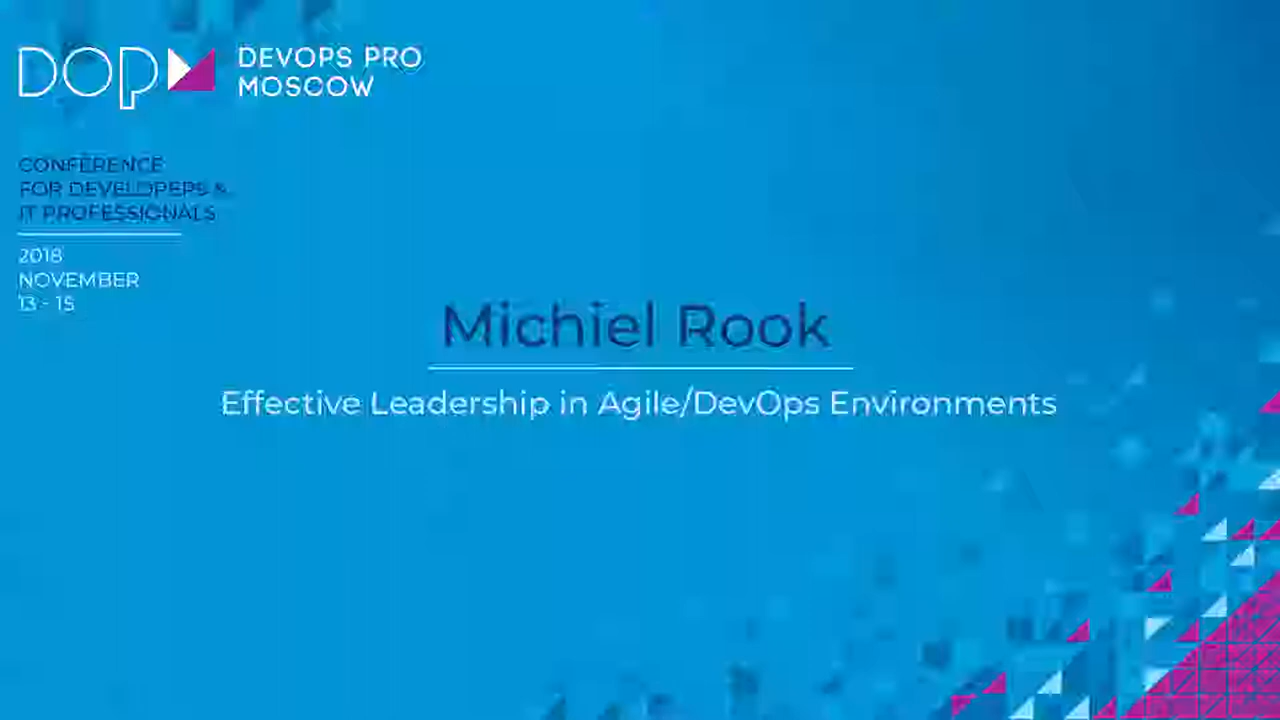 DOP
DEVOPS PRO
MOSCOW
CONFERENCE
FOR DEVELOPERS &
IT PROFESSIONALS
2018
NOVEMBER
13 - 15
Michiel Rook
Effective Leadership in Agile/DevOps Environments